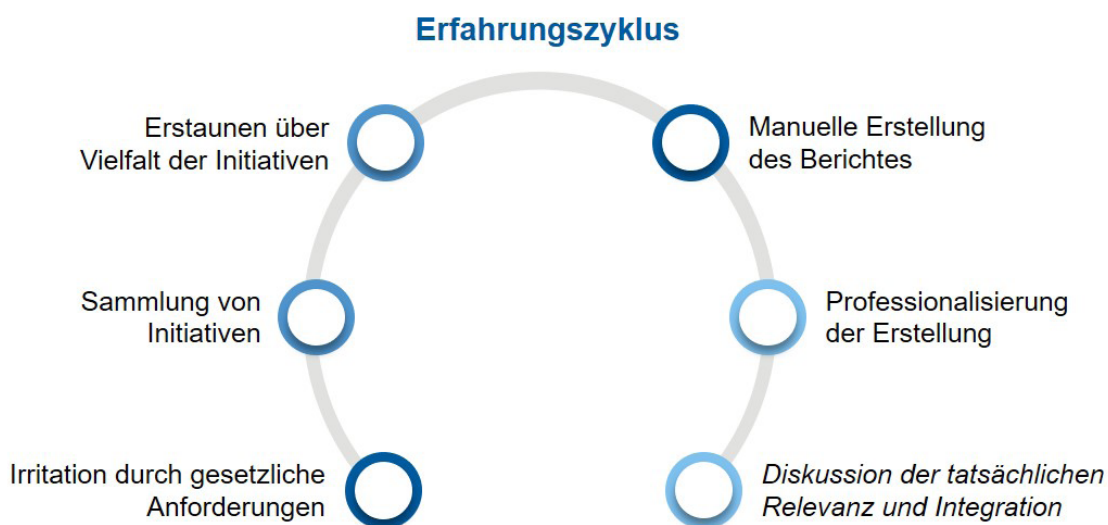 Erfahrungszyklus
Erstaunen über
Vielfalt der Initiativen
Manuelle Erstellung
des Berichtes
Sammlung von
Initiativen
Professionalisierung
der Erstellung
Irritation durch gesetzliche
Anforderungen
Diskussion der tatsächlichen
Relevanz und Integration